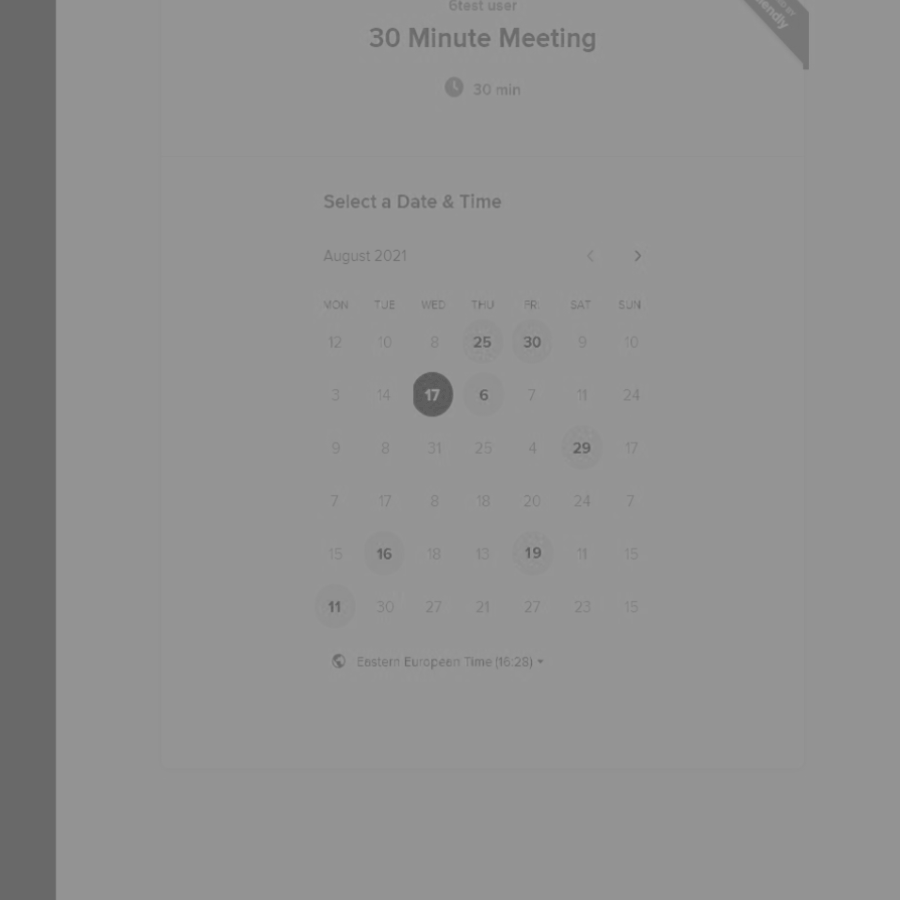 6test user
30 Minute Meeting
30 min
Select a Date & Time
August 2021
MON TUE WED THU FRI SAT SUN
12 10 8 25 30 9 10
3 14 17 6 7 11 24
9 8 31 25 4 29 17
7 17 8 18 20 24 7
15 16 18 13 19 11 15
11 30 27 21 27 23 15
Eastern European Time (16:28)